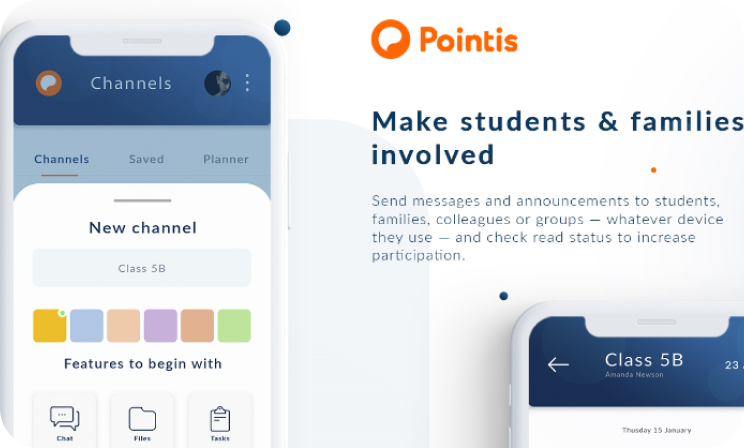 Channels
Channels Saved Planner
New channel
Class 5B
Features to begin with
Chat Files Tasks
Pointis
Make students & families
involved
Send messages and announcements to students,
families, colleagues or groups — whatever device
they use — and check read status to increase
participation.
Class 5B
Amanda Newson
23
Thusday 15 January